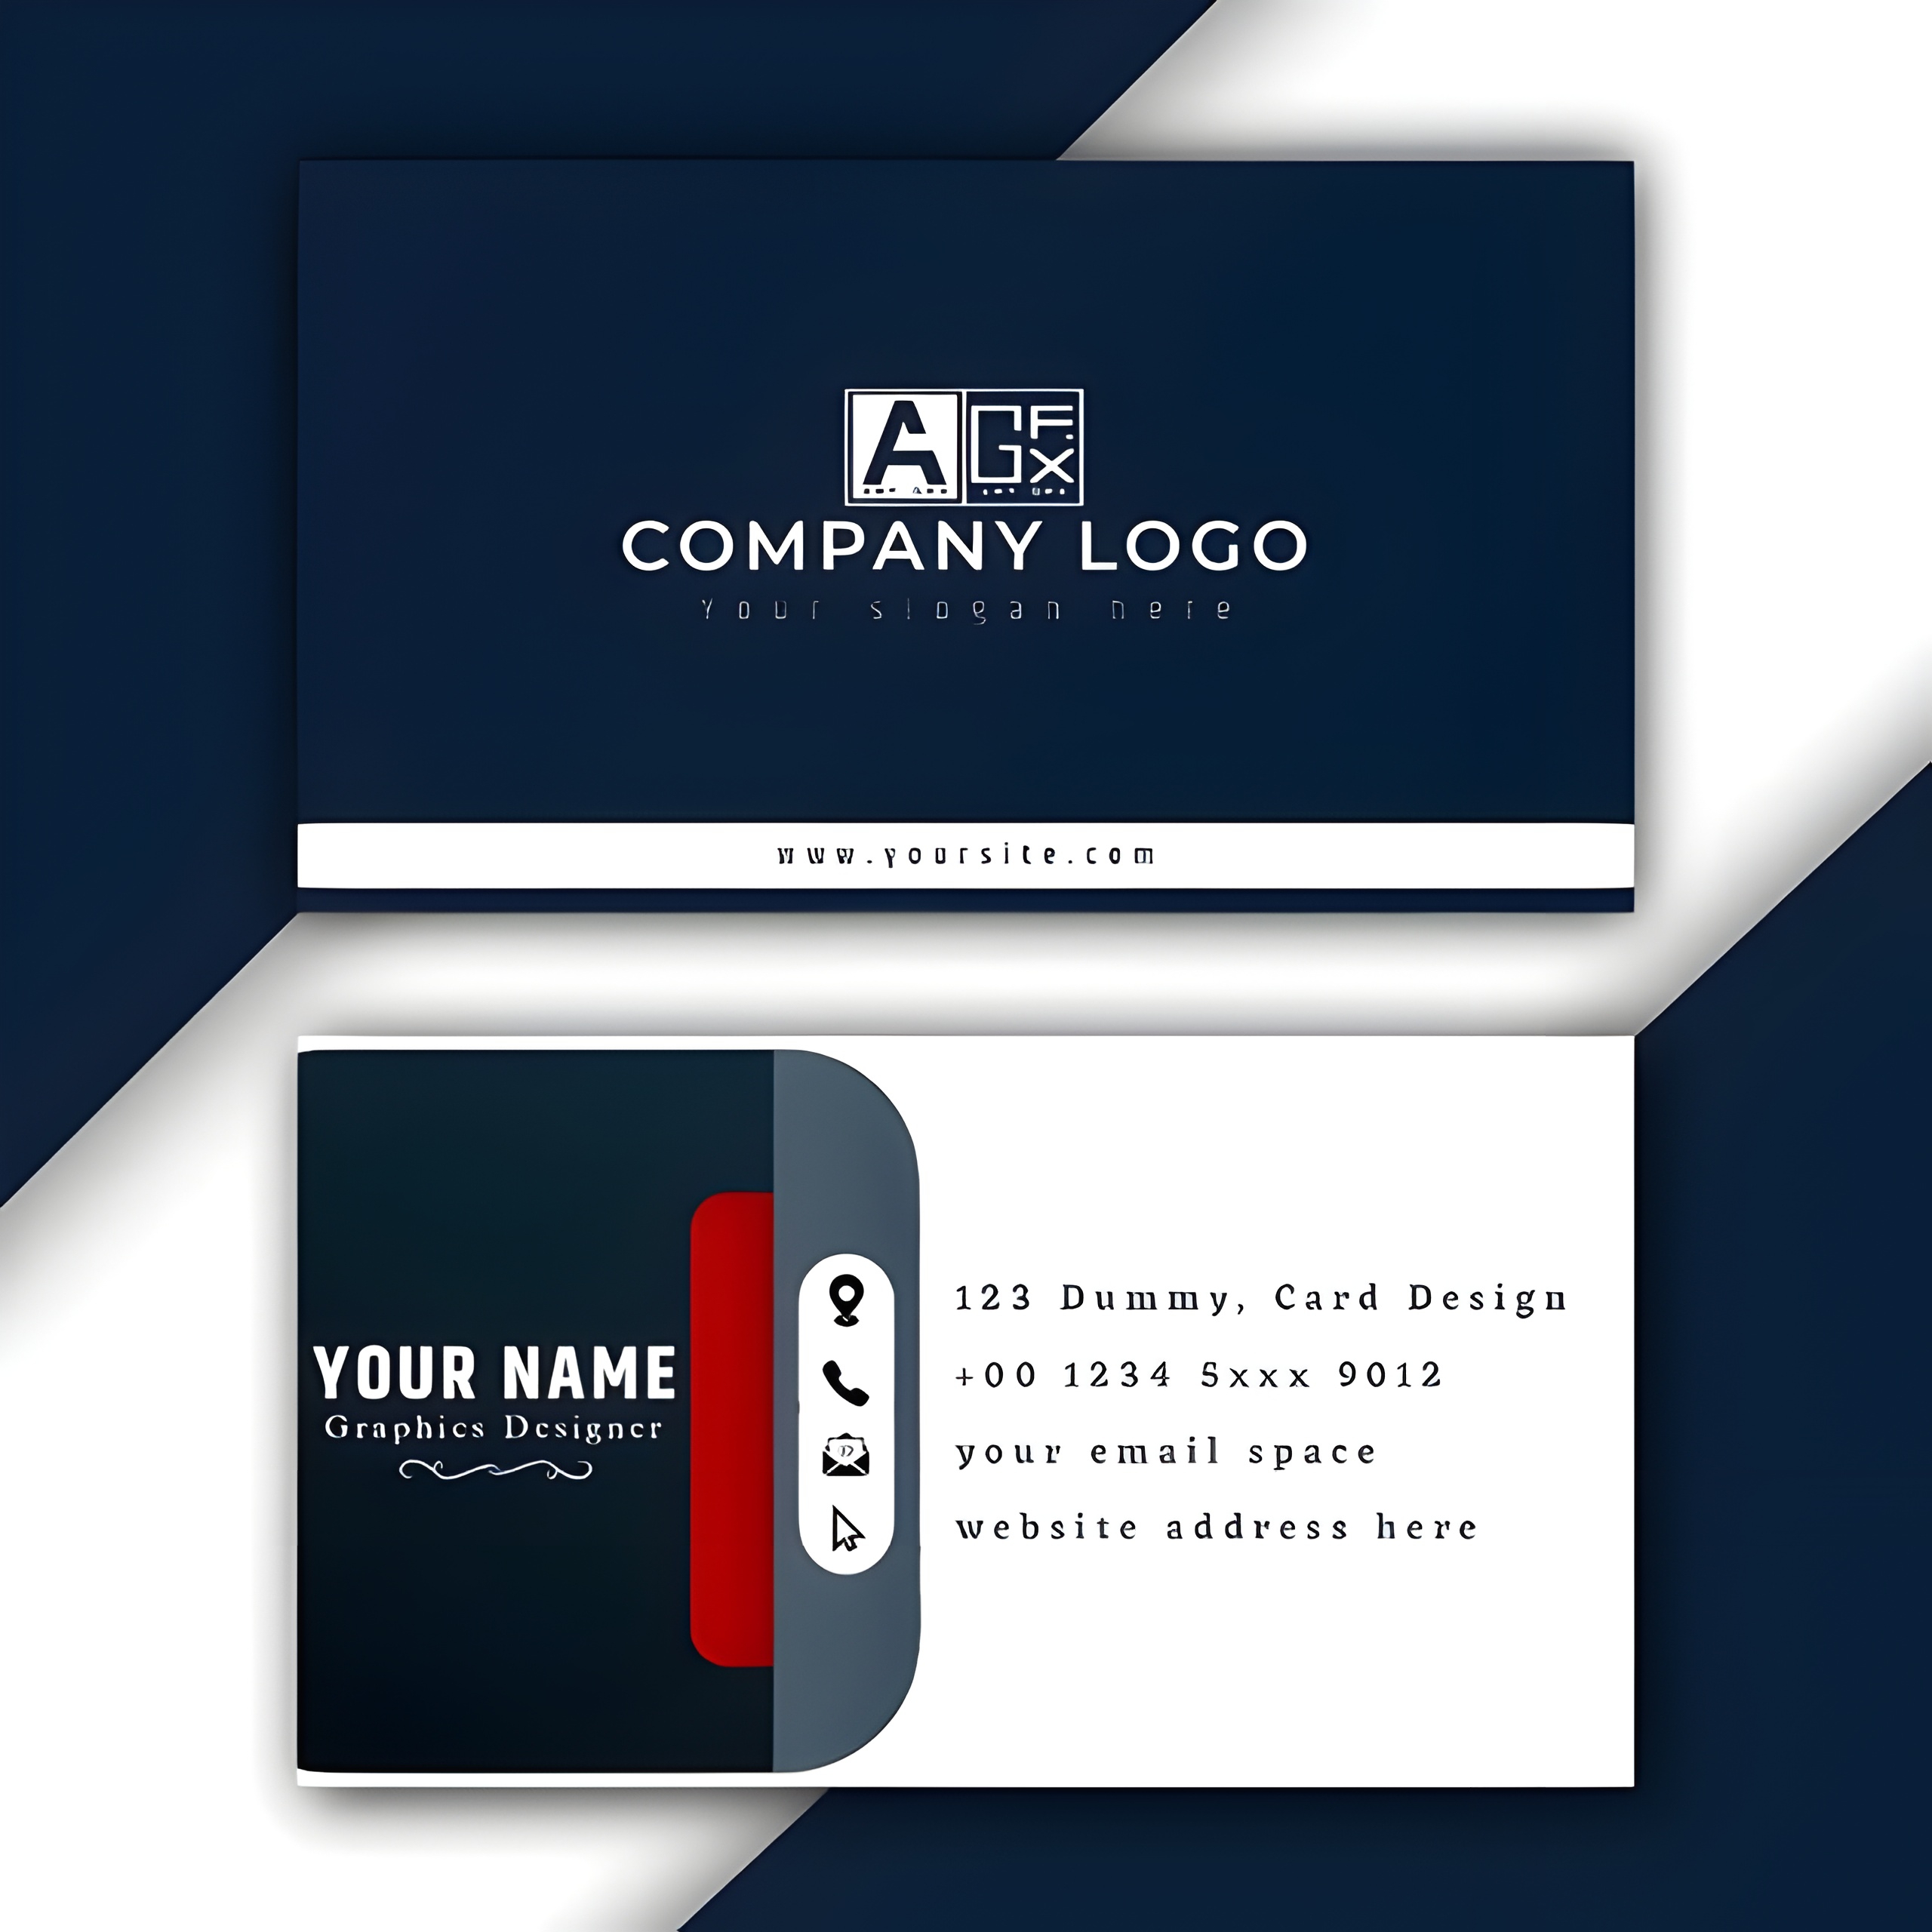 A GF.X
COMPANY LOGO
Your slogan here
www.yoursite.com
YOUR NAME
Graphics Designer
123 Dummy, Card Design
+00 1234 5xxx 9012
your email space
website address here